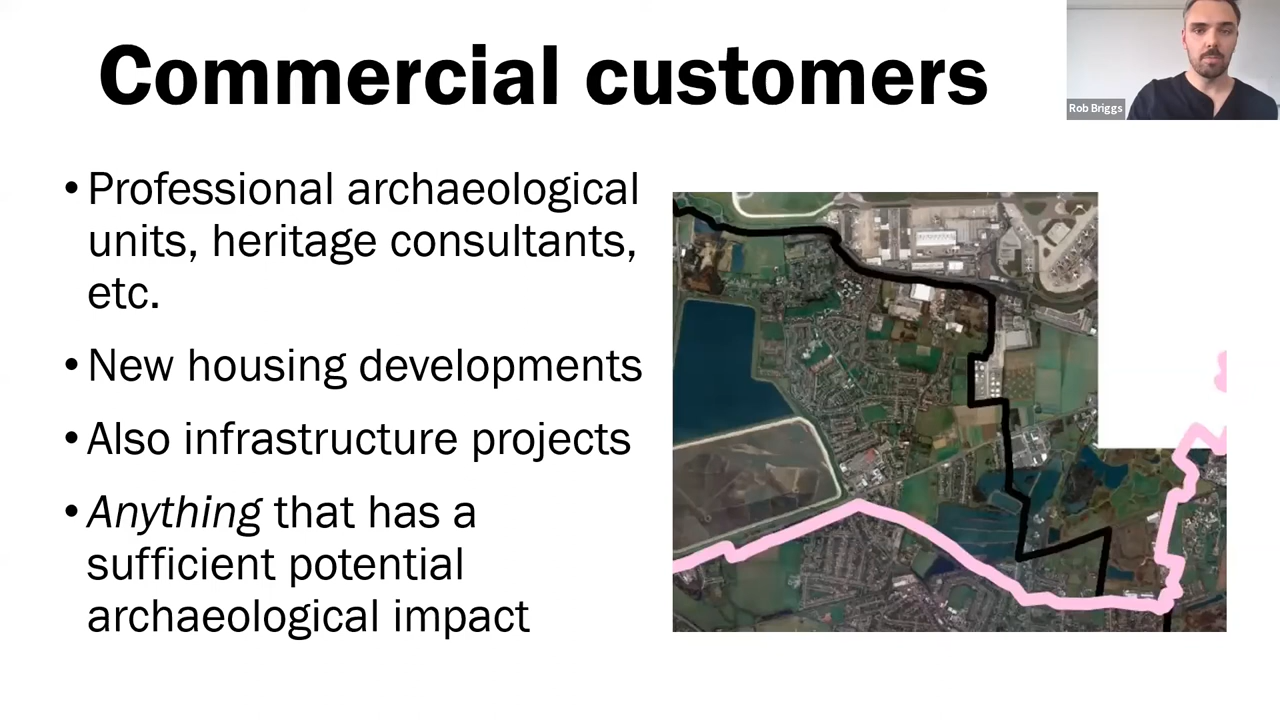 Commercial customers
Rob Briggs
• Professional archaeological
units, heritage consultants,
etc.
• New housing developments
• Also infrastructure projects
• Anything that has a
sufficient potential
archaeological impact